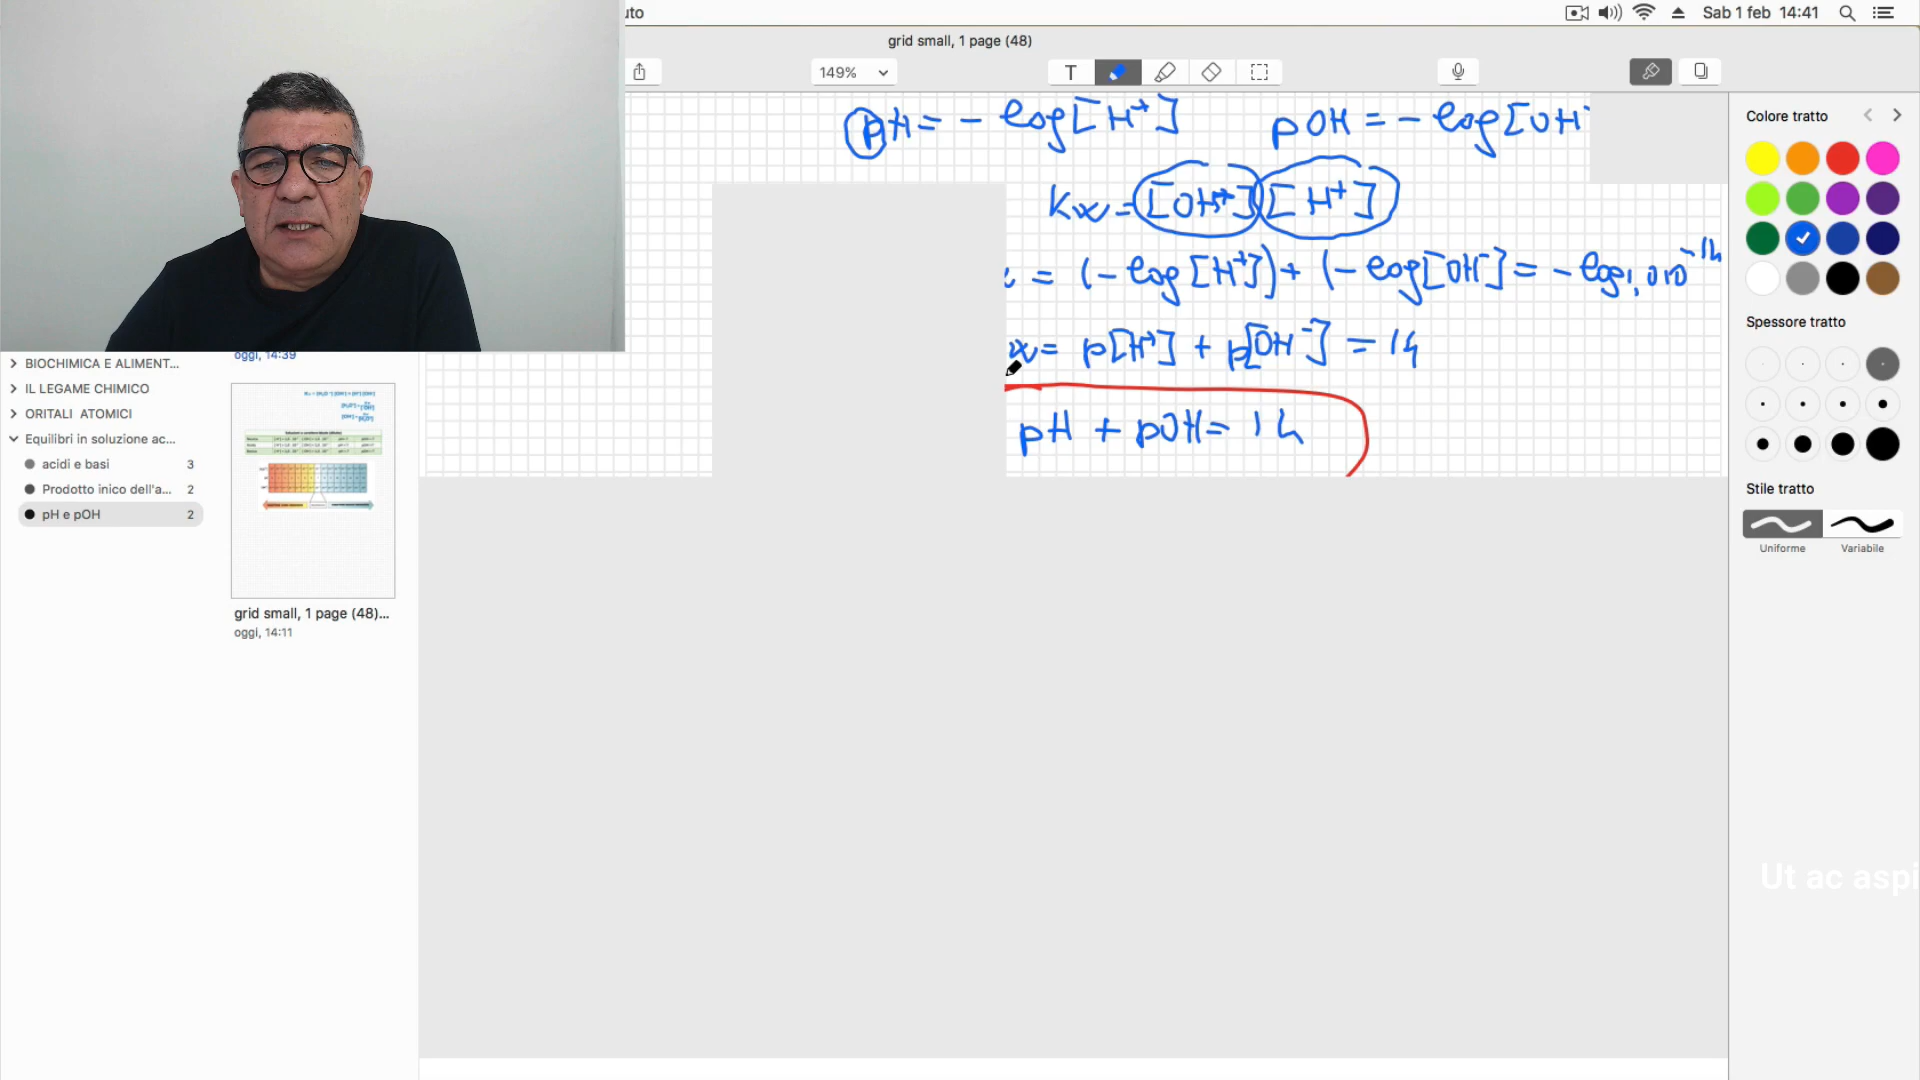 uto
Sab 1 feb 14:41
grid small, 1 page (48)
149%
T
pH = - log[H⁺] pOH = - log[OH⁻
Kw = [OH⁺] [H⁺]
= (- log [H⁺]) + (- log[OH⁻] = - log 1,0 10⁻¹⁴
w = p[H⁺] + p[OH⁻] = 14
pH + pOH = 14
Colore tratto
Spessore tratto
Stile tratto
Uniforme Variabile
oggi, 14:39
BIOCHIMICA E ALIMENT...
IL LEGAME CHIMICO
ORITALI ATOMICI
Equilibri in soluzione ac...
acidi e basi 3
Prodotto inico dell'a... 2
pH e pOH 2
grid small, 1 page (48)...
oggi, 14:11
Ut ac aspi